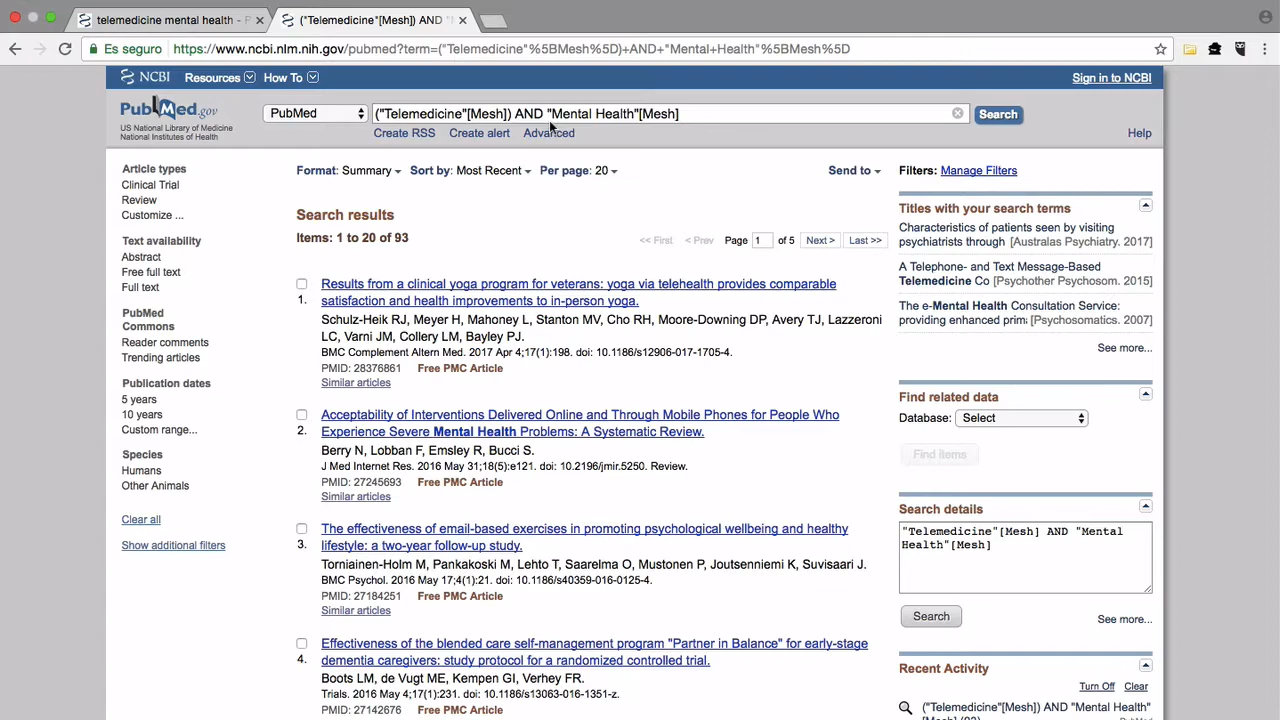 telemedicine mental health - P
("Telemedicine"[Mesh]) AND "
Es seguro
https://www.ncbi.nlm.nih.gov/pubmed?term=("Telemedicine"%5BMesh%5D)+AND+"Mental+Health"%5BMesh%5D
NCBI Resources How To Sign in to NCBI
PubMed.gov
US National Library of Medicine
National Institutes of Health
PubMed
("Telemedicine"[Mesh]) AND "Mental Health"[Mesh]
Search
Create RSS Create alert Advanced
Help
Article types
Clinical Trial
Review
Customize ...
Text availability
Abstract
Free full text
Full text
PubMed
Commons
Reader comments
Trending articles
Publication dates
5 years
10 years
Custom range...
Species
Humans
Other Animals
Clear all
Show additional filters
Format: Summary Sort by: Most Recent Per page: 20 Send to
Search results
Items: 1 to 20 of 93
<< First < Prev Page 1 of 5 Next > Last >>
Results from a clinical yoga program for veterans: yoga via telehealth provides comparable
1. satisfaction and health improvements to in-person yoga.
Schulz-Heik RJ, Meyer H, Mahoney L, Stanton MV, Cho RH, Moore-Downing DP, Avery TJ, Lazzeroni
LC, Varni JM, Collery LM, Bayley PJ.
BMC Complement Altern Med. 2017 Apr 4;17(1):198. doi: 10.1186/s12906-017-1705-4.
PMID: 28376861 Free PMC Article
Similar articles
Acceptability of Interventions Delivered Online and Through Mobile Phones for People Who
2. Experience Severe Mental Health Problems: A Systematic Review.
Berry N, Lobban F, Emsley R, Bucci S.
J Med Internet Res. 2016 May 31;18(5):e121. doi: 10.2196/jmir.5250. Review.
PMID: 27245693 Free PMC Article
Similar articles
The effectiveness of email-based exercises in promoting psychological wellbeing and healthy
3. lifestyle: a two-year follow-up study.
Torniainen-Holm M, Pankakoski M, Lehto T, Saarelma O, Mustonen P, Joutsenniemi K, Suvisaari J.
BMC Psychol. 2016 May 17;4(1):21. doi: 10.1186/s40359-016-0125-4.
PMID: 27184251 Free PMC Article
Similar articles
Effectiveness of the blended care self-management program "Partner in Balance" for early-stage
4. dementia caregivers: study protocol for a randomized controlled trial.
Boots LM, de Vugt ME, Kempen GI, Verhey FR.
Trials. 2016 May 4;17(1):231. doi: 10.1186/s13063-016-1351-z.
PMID: 27142676 Free PMC Article
Filters: Manage Filters
Titles with your search terms
Characteristics of patients seen by visiting
psychiatrists through [Australas Psychiatry. 2017]
A Telephone- and Text Message-Based
Telemedicine Co [Psychother Psychosom. 2015]
The e-Mental Health Consultation Service:
providing enhanced prim [Psychosomatics. 2007]
See more...
Find related data
Database: Select
Find items
Search details
"Telemedicine"[Mesh] AND "Mental
Health"[Mesh]
Search
See more...
Recent Activity
Turn Off Clear
("Telemedicine"[Mesh]) AND "Mental Health"
[Mesh] (93)
PubMed